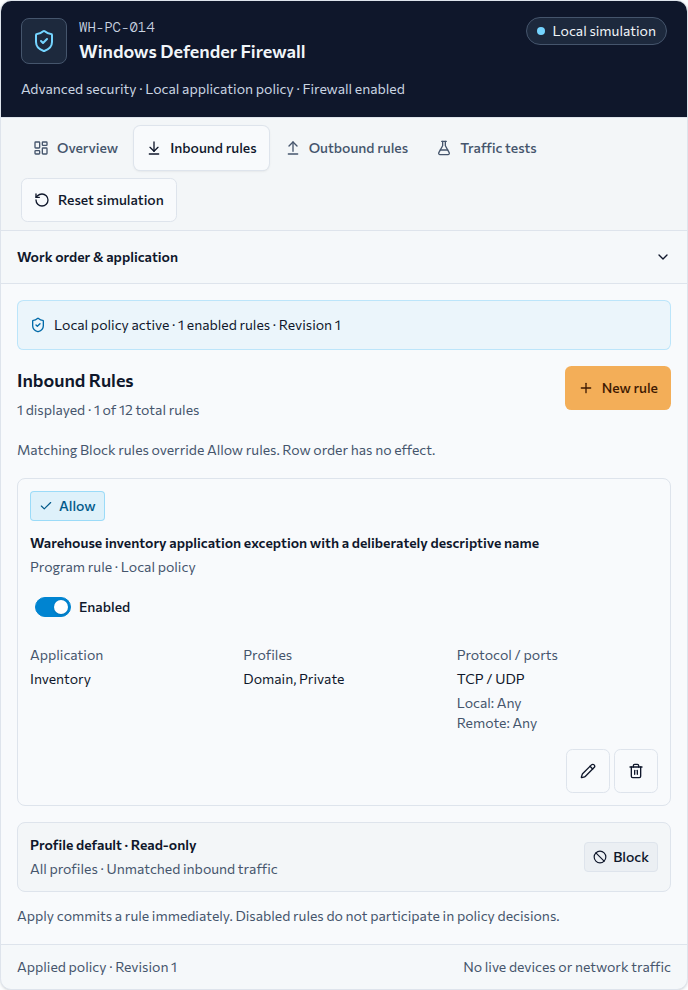 WH-PC-014
Windows Defender Firewall
Local simulation
Advanced security · Local application policy · Firewall enabled
Overview
Inbound rules
Outbound rules
Traffic tests
Reset simulation
Work order & application
Local policy active · 1 enabled rules · Revision 1
Inbound Rules
1 displayed · 1 of 12 total rules
New rule
Matching Block rules override Allow rules. Row order has no effect.
Allow
Warehouse inventory application exception with a deliberately descriptive name
Program rule · Local policy
Enabled
Application
Inventory
Profiles
Domain, Private
Protocol / ports
TCP / UDP
Local: Any
Remote: Any
Profile default · Read-only
All profiles · Unmatched inbound traffic
Block
Apply commits a rule immediately. Disabled rules do not participate in policy decisions.
Applied policy · Revision 1
No live devices or network traffic